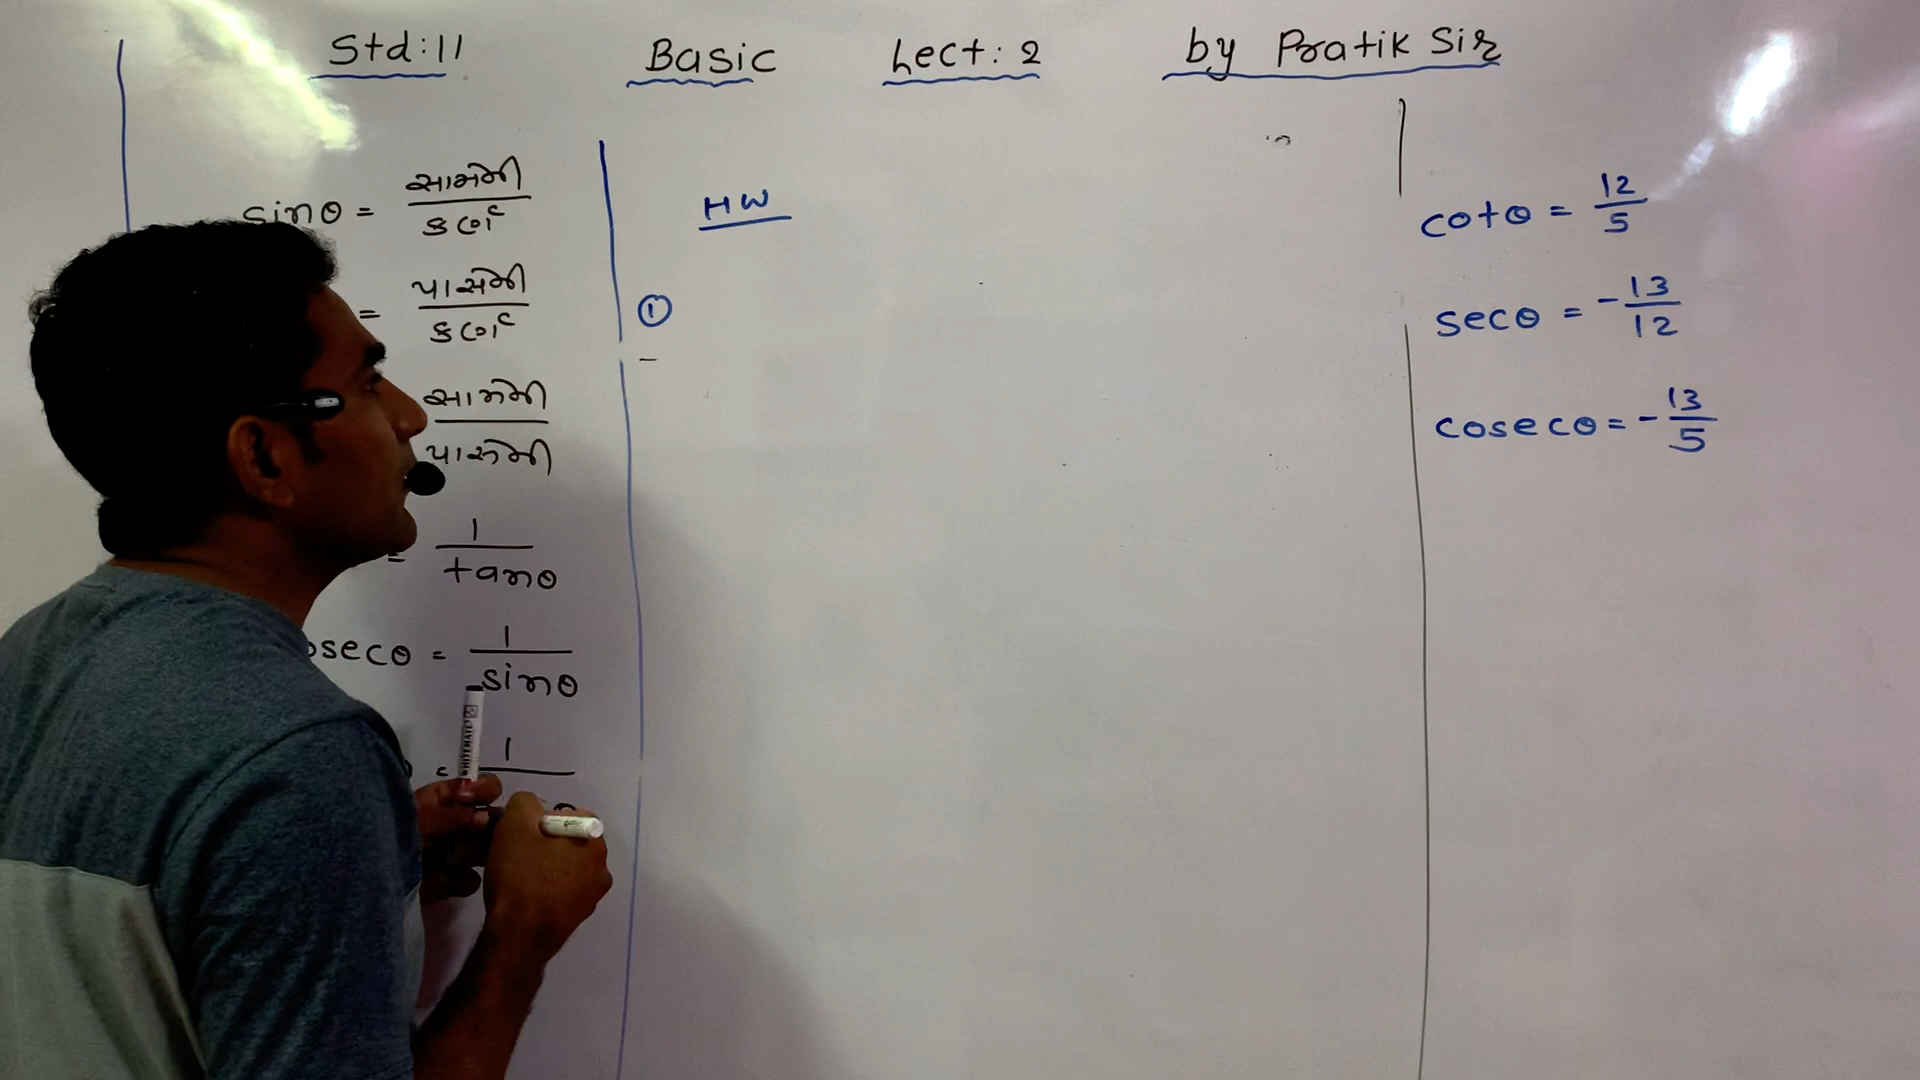 Std:11 Basic Lect: 2 by Pratik Sir
sinθ = સામેની / કર્ણ
= પાસેની / કર્ણ
સામેની / પાસેની
= 1 / tanθ
osecθ = 1 / sinθ
= 1
HW
①
cotθ = 12/5
secθ = -13/12
cosecθ = -13/5